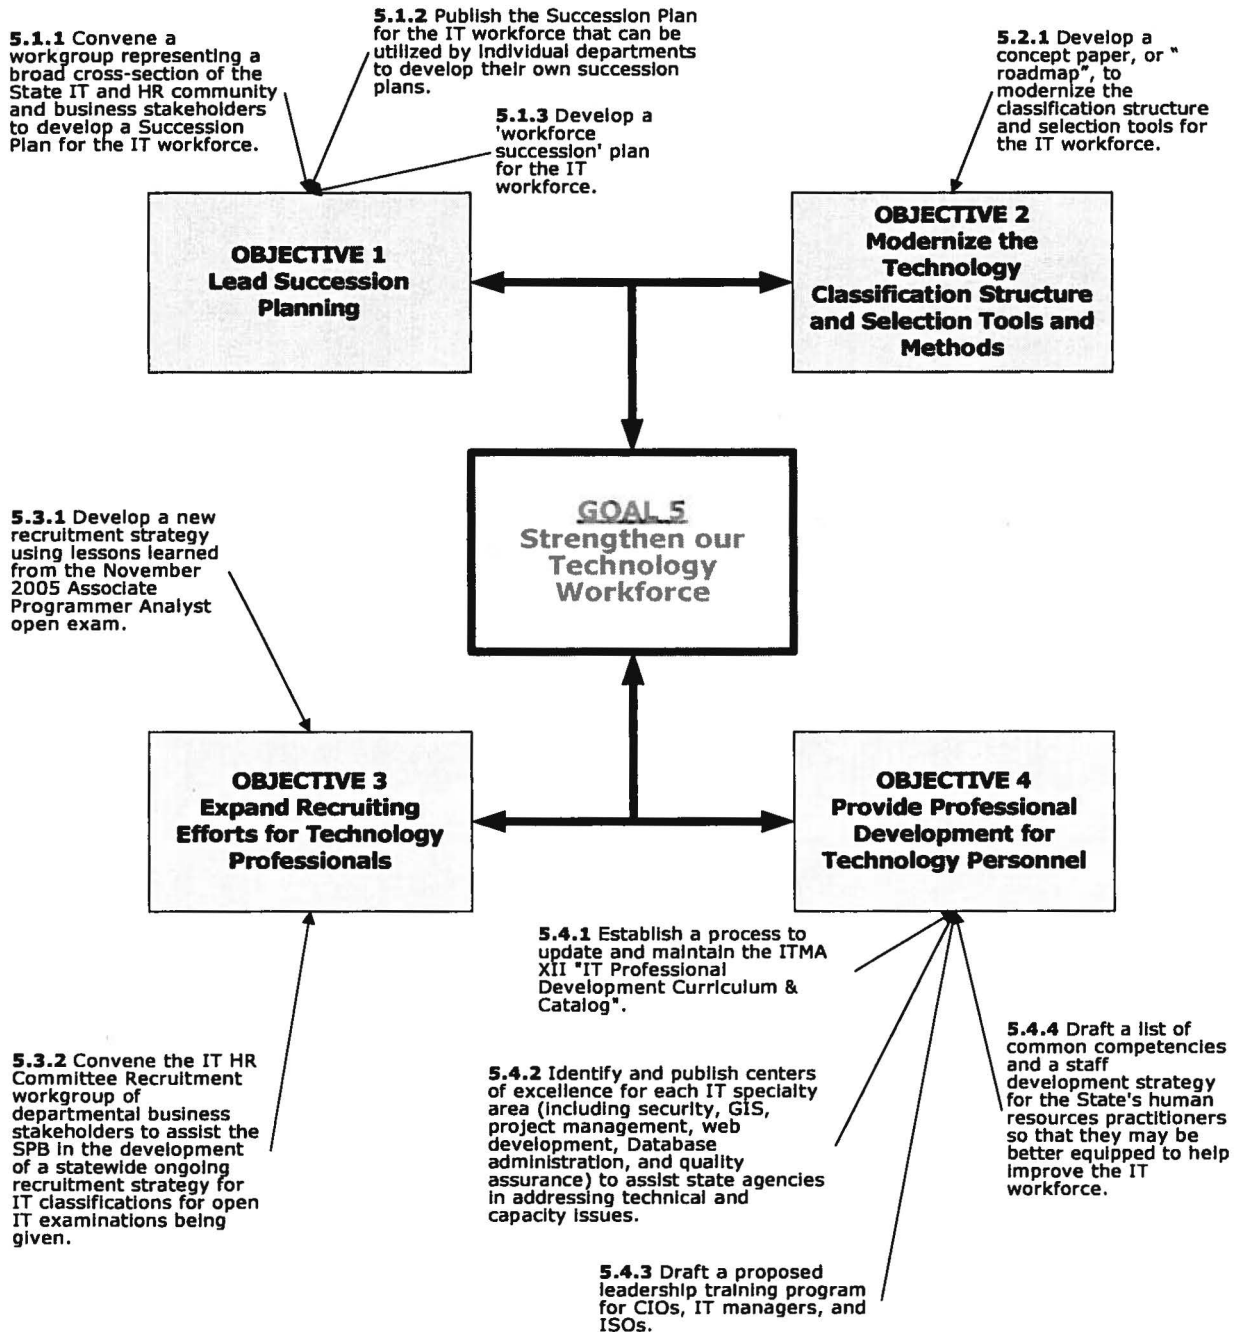 5.1.1 Convene a
workgroup representing a
broad cross-section of the
State IT and HR community
and business stakeholders
to develop a Succession
Plan for the IT workforce.
5.1.2 Publish the Succession Plan
for the IT workforce that can be
utilized by individual departments
to develop their own succession
plans.
5.1.3 Develop a
'workforce
succession' plan
for the IT
workforce.
5.2.1 Develop a
concept paper, or "
roadmap", to
modernize the
classification structure
and selection tools for
the IT workforce.
OBJECTIVE 1
Lead Succession
Planning
OBJECTIVE 2
Modernize the
Technology
Classification Structure
and Selection Tools and
Methods
GOAL 5
Strengthen our
Technology
Workforce
5.3.1 Develop a new
recruitment strategy
using lessons learned
from the November
2005 Associate
Programmer Analyst
open exam.
OBJECTIVE 3
Expand Recruiting
Efforts for Technology
Professionals
OBJECTIVE 4
Provide Professional
Development for
Technology Personnel
5.3.2 Convene the IT HR
Committee Recruitment
workgroup of
departmental business
stakeholders to assist the
SPB in the development
of a statewide ongoing
recruitment strategy for
IT classifications for open
IT examinations being
given.
5.4.1 Establish a process to
update and maintain the ITMA
XII "IT Professional
Development Curriculum &
Catalog".
5.4.2 Identify and publish centers
of excellence for each IT specialty
area (including security, GIS,
project management, web
development, Database
administration, and quality
assurance) to assist state agencies
in addressing technical and
capacity issues.
5.4.3 Draft a proposed
leadership training program
for CIOs, IT managers, and
ISOs.
5.4.4 Draft a list of
common competencies
and a staff
development strategy
for the State's human
resources practitioners
so that they may be
better equipped to help
improve the IT
workforce.